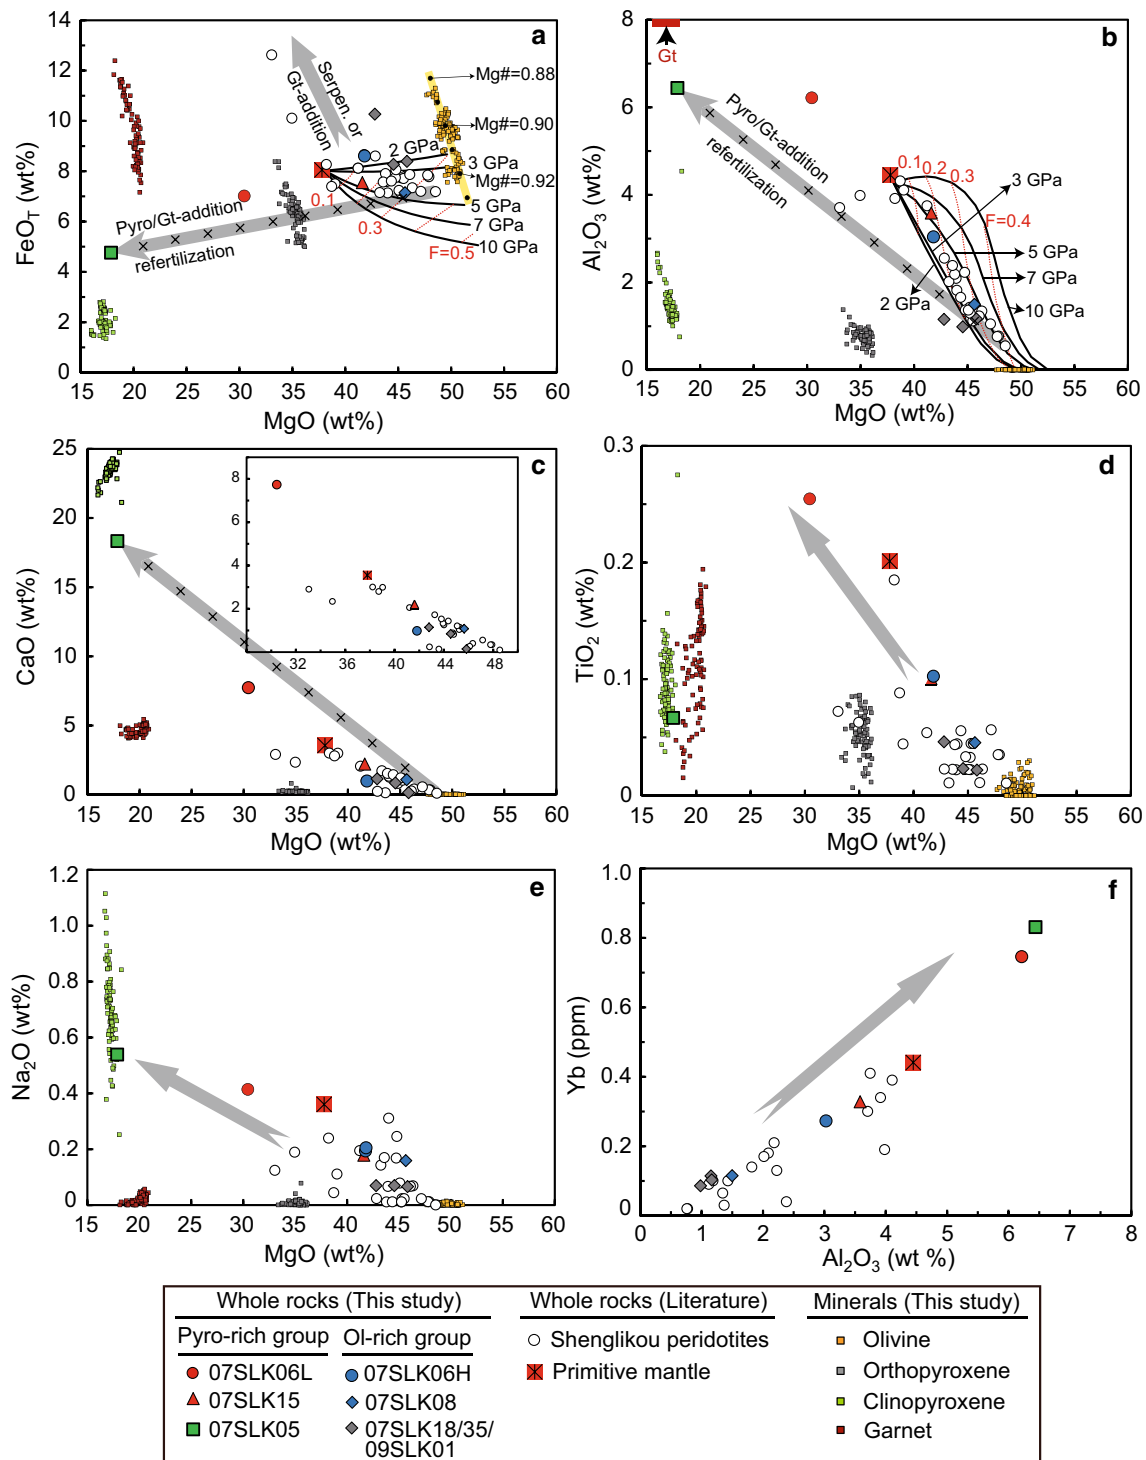 a
FeO_T (wt%)
14
12
10
8
6
4
2
0
15 20 25 30 35 40 45 50 55 60
MgO (wt%)
Serpen. or
Gt-addition
Pyro/Gt-addition
refertilization
2 GPa
3 GPa
5 GPa
7 GPa
10 GPa
0.1
0.3
F=0.5
Mg#=0.88
Mg#=0.90
Mg#=0.92
b
Al₂O₃ (wt%)
8
6
4
2
0
15 20 25 30 35 40 45 50 55 60
MgO (wt%)
Gt
Pyro/Gt-addition
refertilization
0.1
0.2
0.3
F=0.4
3 GPa
5 GPa
7 GPa
10 GPa
2 GPa
c
CaO (wt%)
25
20
15
10
5
0
15 20 25 30 35 40 45 50 55 60
MgO (wt%)
8
6
4
2
32 36 40 44 48
d
TiO₂ (wt%)
0.3
0.2
0.1
0
15 20 25 30 35 40 45 50 55 60
MgO (wt%)
e
Na₂O (wt%)
1.2
1.0
0.8
0.6
0.4
0.2
0
15 20 25 30 35 40 45 50 55 60
MgO (wt%)
f
Yb (ppm)
1.0
0.8
0.6
0.4
0.2
0
0 1 2 3 4 5 6 7 8
Al₂O₃ (wt %)
Whole rocks (This study)
Pyro-rich group
07SLK06L
07SLK15
07SLK05
Ol-rich group
07SLK06H
07SLK08
07SLK18/35/
09SLK01
Whole rocks (Literature)
Shenglikou peridotites
Primitive mantle
Minerals (This study)
Olivine
Orthopyroxene
Clinopyroxene
Garnet